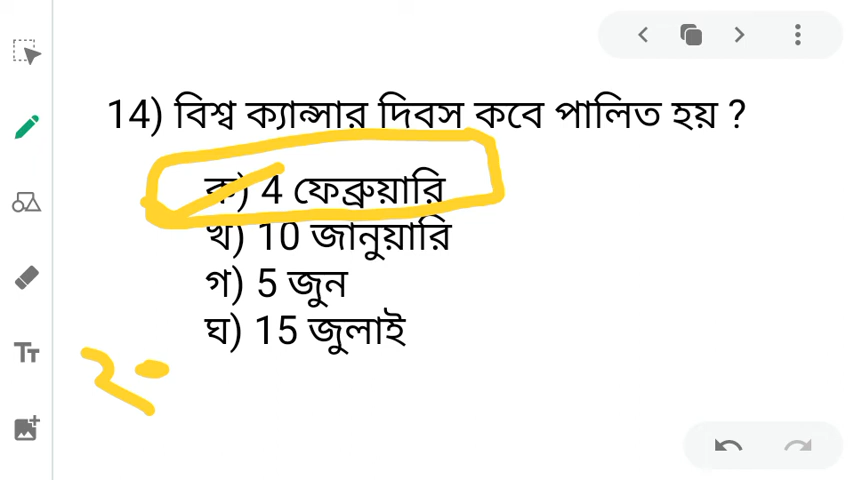 14) বিশ্ব ক্যান্সার দিবস কবে পালিত হয় ?
ক) 4 ফেব্রুয়ারি
খ) 10 জানুয়ারি
গ) 5 জুন
ঘ) 15 জুলাই